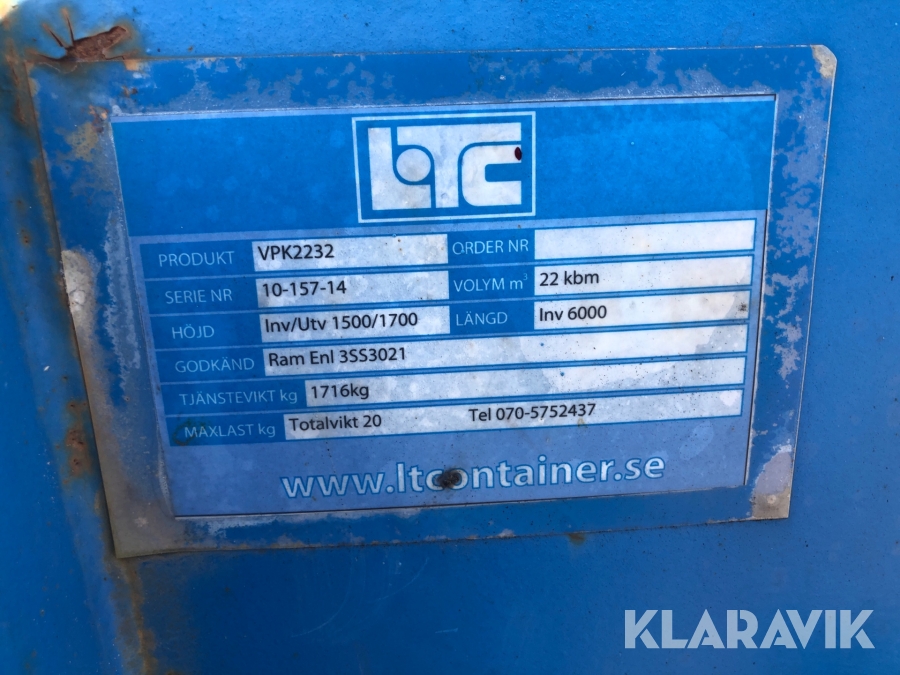 LTC
PRODUKT VPK2232 ORDER NR
SERIE NR 10-157-14 VOLYM m³ 22 kbm
HÖJD Inv/Utv 1500/1700 LÄNGD Inv 6000
GODKÄND Ram Enl 3SS3021
TJÄNSTEVIKT kg 1716kg
MAXLAST kg Totalvikt 20 Tel 070-5752437
www.ltcontainer.se
KLARAVIK